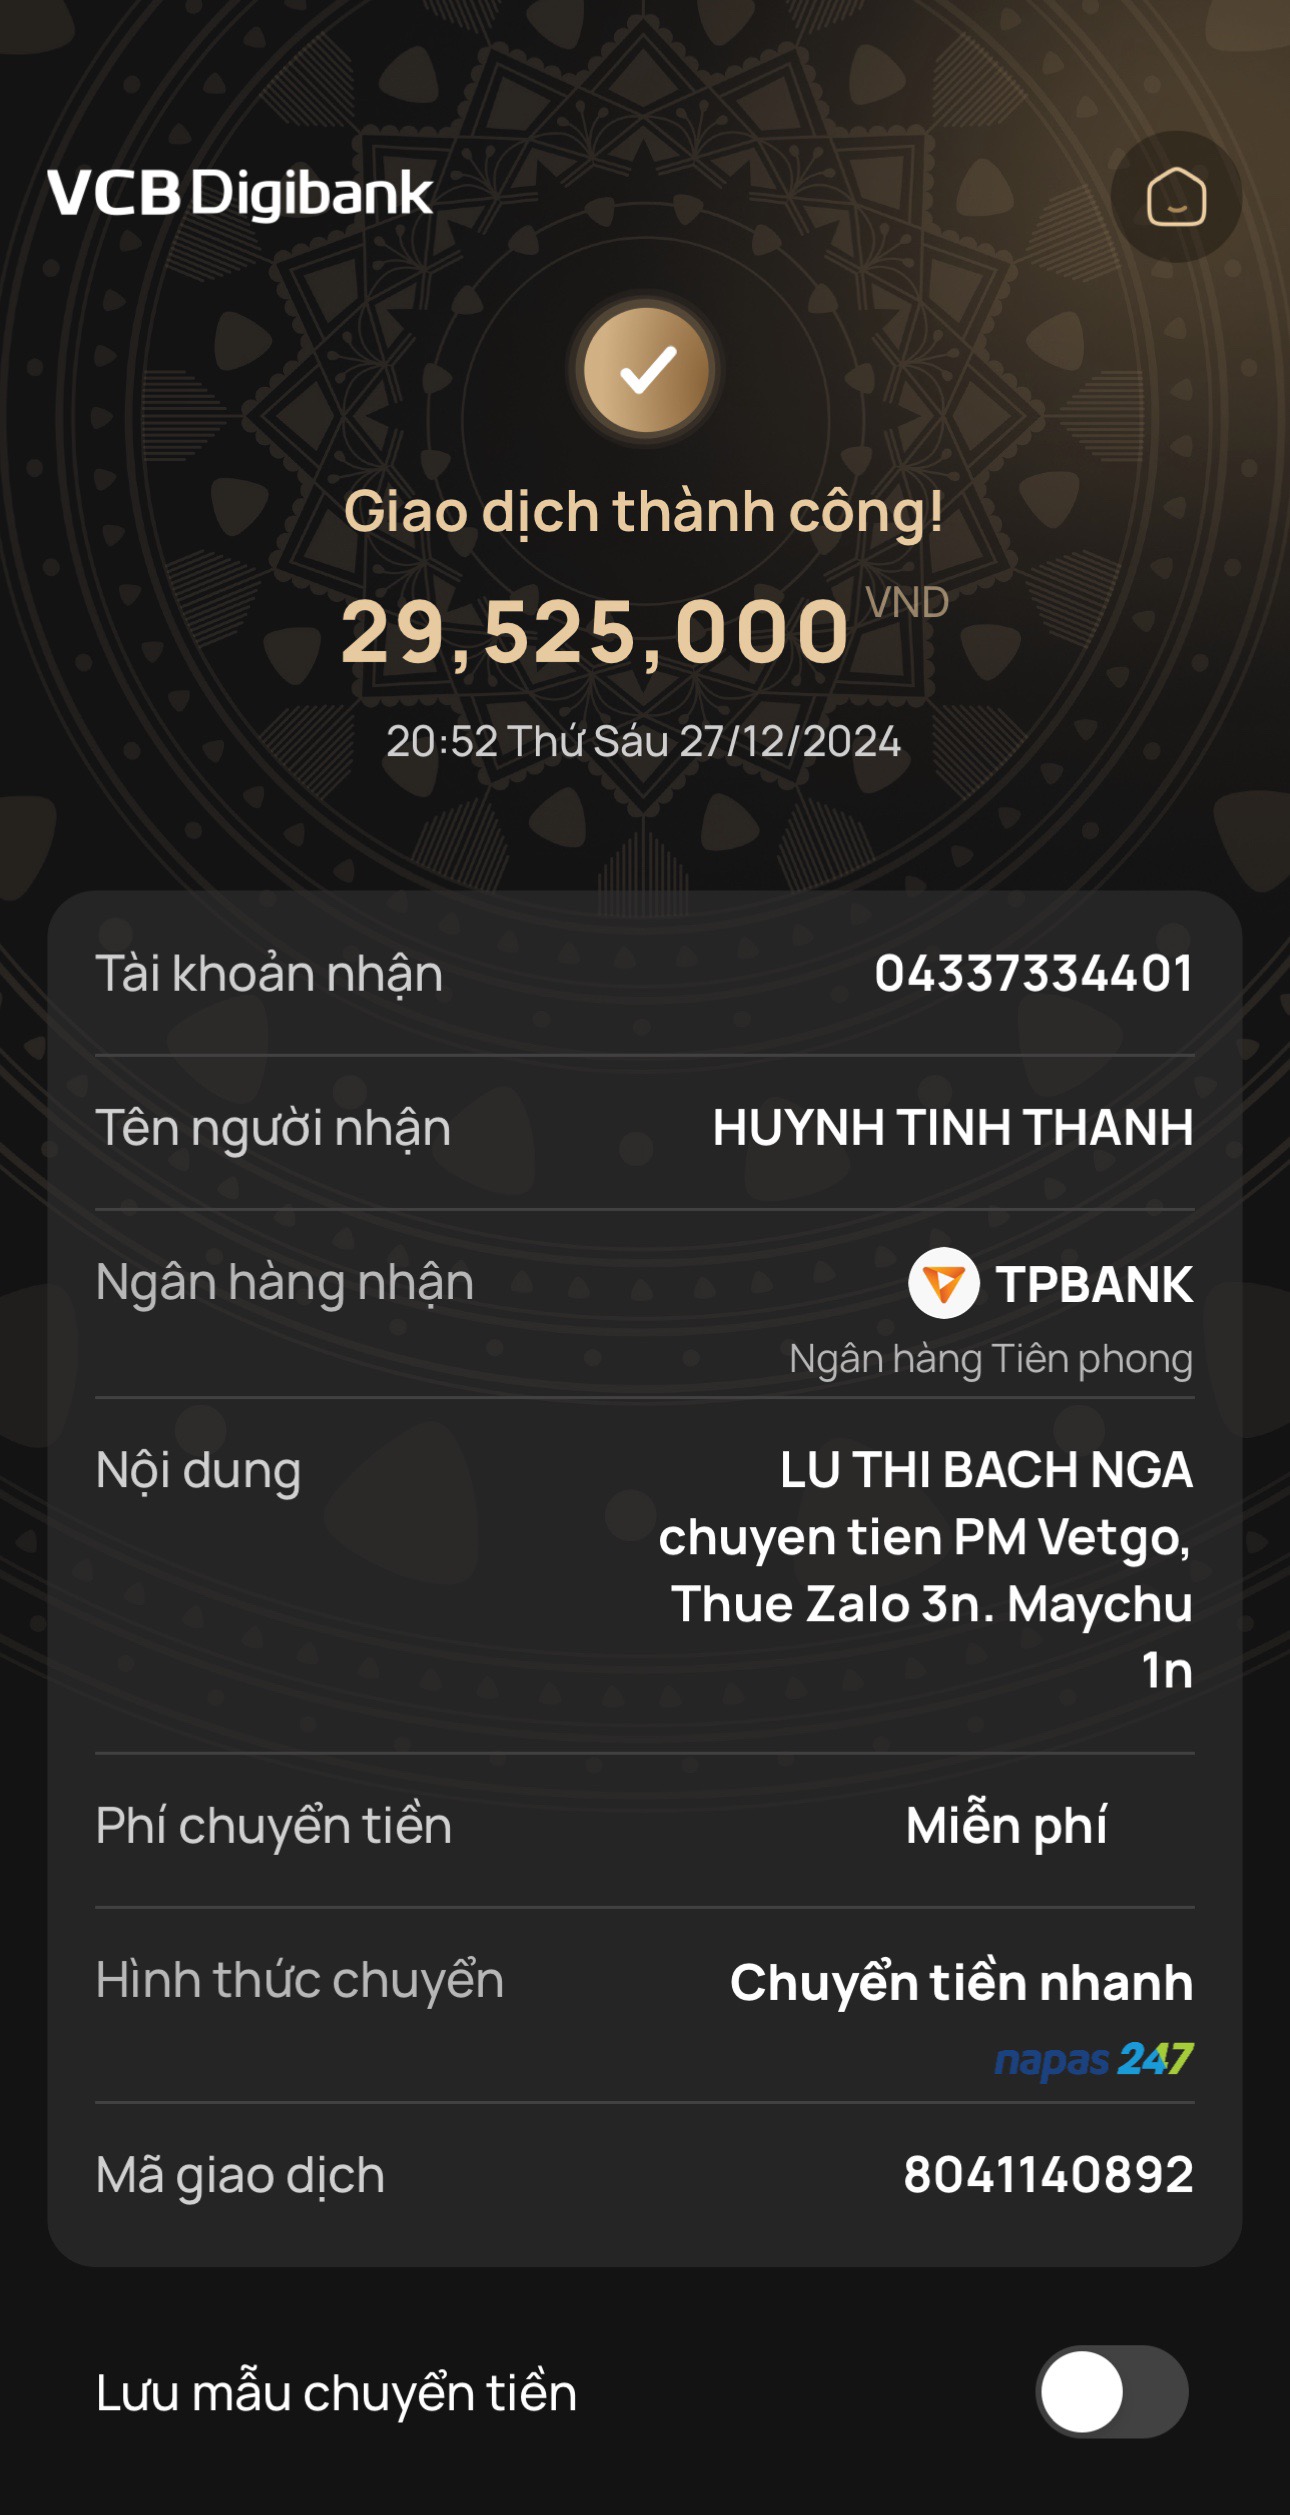 VCB Digibank
Giao dịch thành công!
29,525,000 VND
20:52 Thứ Sáu 27/12/2024
Tài khoản nhận 04337334401
Tên người nhận HUYNH TINH THANH
Ngân hàng nhận TPBANK
Ngân hàng Tiên phong
Nội dung LU THI BACH NGA
chuyen tien PM Vetgo,
Thue Zalo 3n. Maychu
1n
Phí chuyển tiền Miễn phí
Hình thức chuyển Chuyển tiền nhanh
napas 247
Mã giao dịch 8041140892
Lưu mẫu chuyển tiền